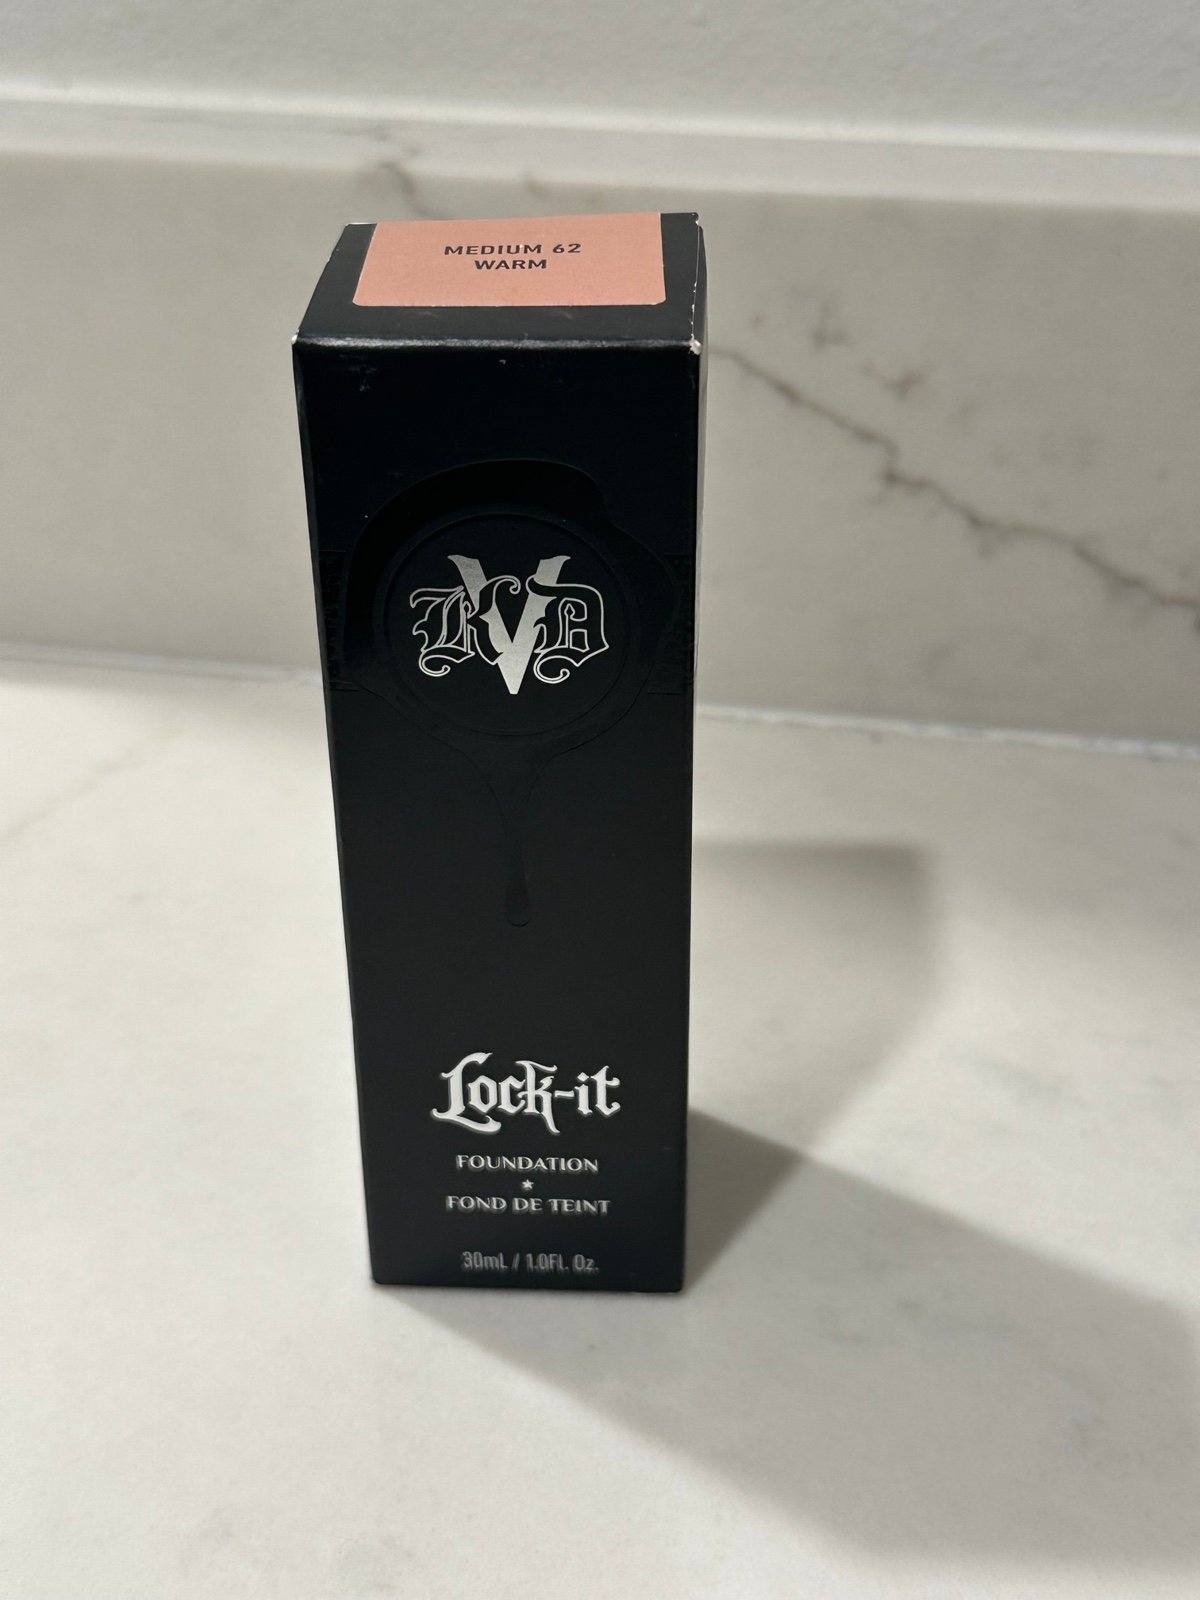 MEDIUM 62
WARM
KVD
Lock-it
FOUNDATION
FOND DE TEINT
30mL / 1.0Fl. Oz.